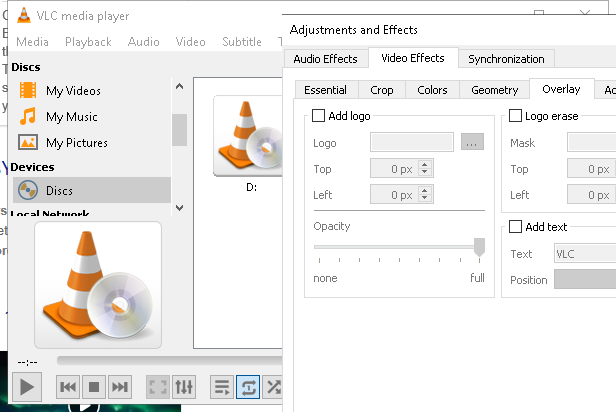 VLC media player
Media Playback Audio Video Subtitle
Discs
My Videos
My Music
My Pictures
Devices
Discs
Local Network
D:
--:--
Adjustments and Effects
Audio Effects Video Effects Synchronization
Essential Crop Colors Geometry Overlay
Add logo
Logo ...
Top 0 px
Left 0 px
Opacity
none full
Logo erase
Mask
Top 0 px
Left 0 px
Add text
Text VLC
Position